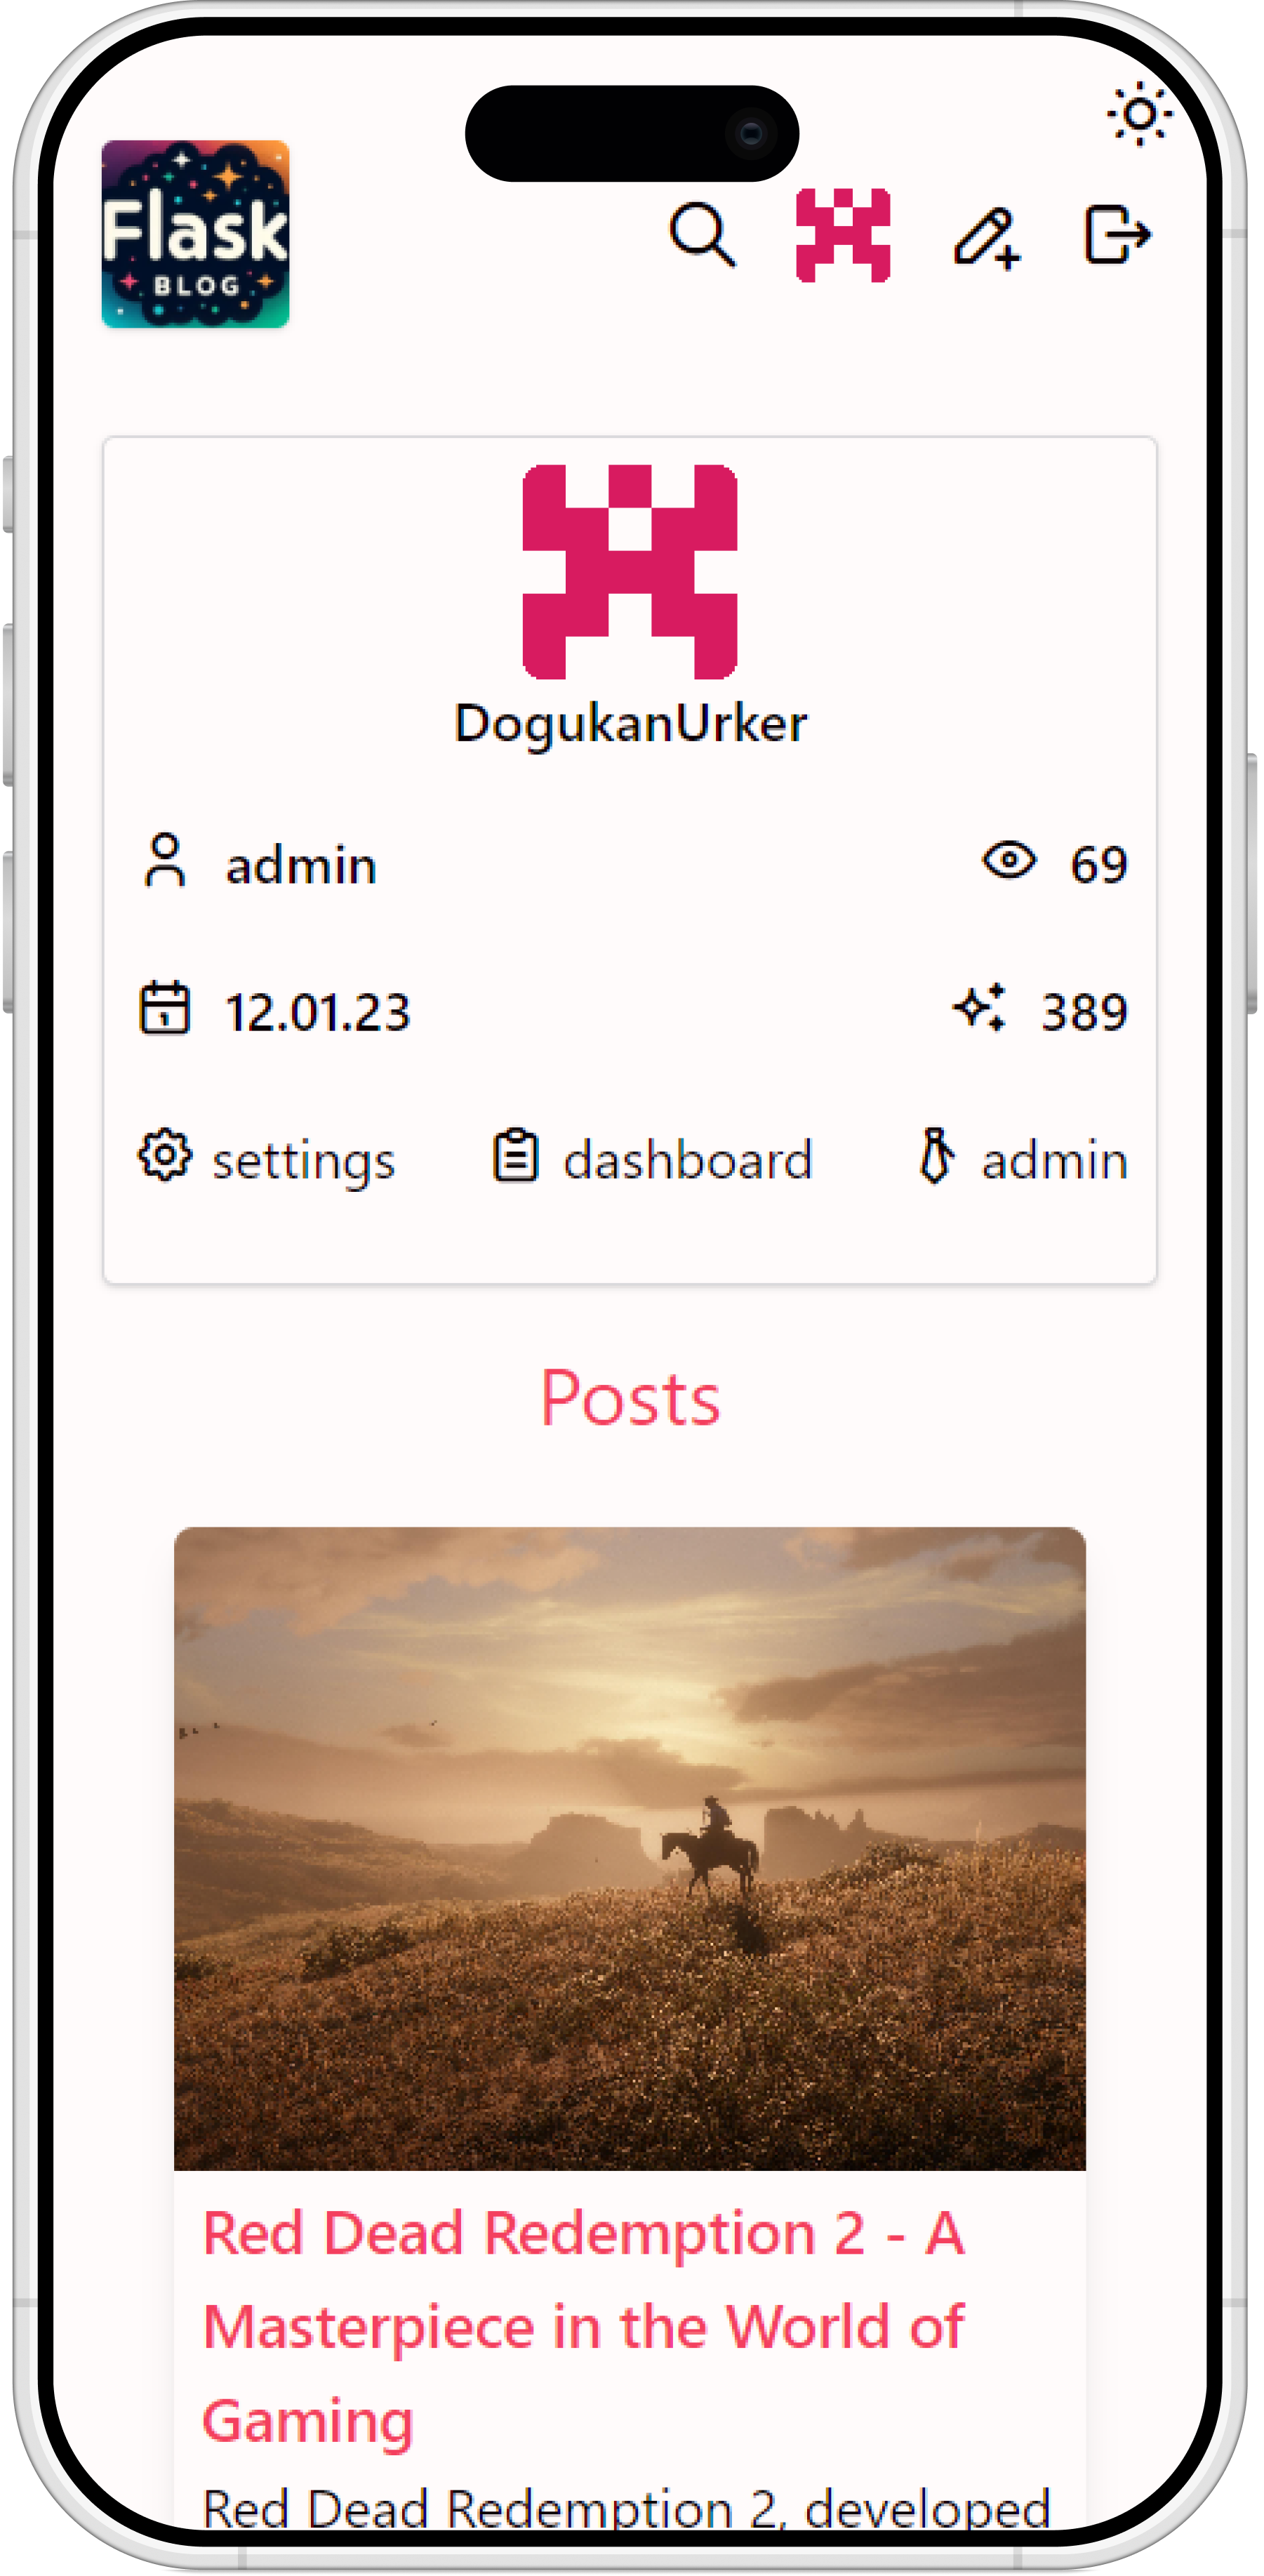 Flask
BLOG
DogukanUrker
admin
69
12.01.23
389
settings
dashboard
admin
Posts
Red Dead Redemption 2 - A
Masterpiece in the World of
Gaming
Red Dead Redemption 2, developed